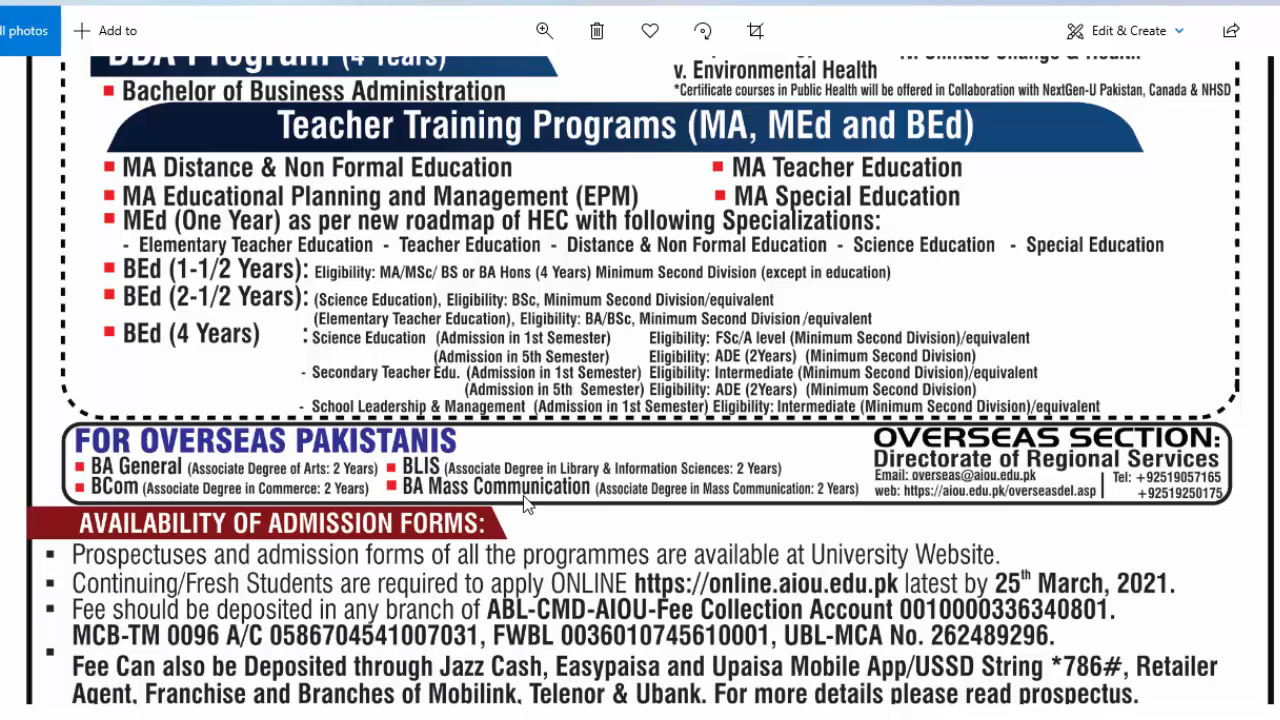 ll photos
Add to
Edit & Create
BBA Program (4 Years)
iv. Climate Change & Health
v. Environmental Health
Bachelor of Business Administration
*Certificate courses in Public Health will be offered in Collaboration with NextGen-U Pakistan, Canada & NHSD
Teacher Training Programs (MA, MEd and BEd)
MA Distance & Non Formal Education
MA Teacher Education
MA Educational Planning and Management (EPM)
MA Special Education
MEd (One Year) as per new roadmap of HEC with following Specializations:
- Elementary Teacher Education - Teacher Education - Distance & Non Formal Education - Science Education - Special Education
BEd (1-1/2 Years): Eligibility: MA/MSc/ BS or BA Hons (4 Years) Minimum Second Division (except in education)
BEd (2-1/2 Years): (Science Education), Eligibility: BSc, Minimum Second Division/equivalent
(Elementary Teacher Education), Eligibility: BA/BSc, Minimum Second Division/equivalent
BEd (4 Years) : Science Education (Admission in 1st Semester) Eligibility: FSc/A level (Minimum Second Division)/equivalent
(Admission in 5th Semester) Eligibility: ADE (2Years) (Minimum Second Division)
- Secondary Teacher Edu. (Admission in 1st Semester) Eligibility: Intermediate (Minimum Second Division)/equivalent
(Admission in 5th Semester) Eligibility: ADE (2Years) (Minimum Second Division)
- School Leadership & Management (Admission in 1st Semester) Eligibility: Intermediate (Minimum Second Division)/equivalent
FOR OVERSEAS PAKISTANIS
BA General (Associate Degree of Arts: 2 Years)
BLIS (Associate Degree in Library & Information Sciences: 2 Years)
BCom (Associate Degree in Commerce: 2 Years)
BA Mass Communication (Associate Degree in Mass Communication: 2 Years)
OVERSEAS SECTION:
Directorate of Regional Services
Email: overseas@aiou.edu.pk
web: https://aiou.edu.pk/overseasdel.asp
Tel: +92519057165
+92519250175
AVAILABILITY OF ADMISSION FORMS:
Prospectuses and admission forms of all the programmes are available at University Website.
Continuing/Fresh Students are required to apply ONLINE https://online.aiou.edu.pk latest by 25th March, 2021.
Fee should be deposited in any branch of ABL-CMD-AIOU-Fee Collection Account 0010000336340801.
MCB-TM 0096 A/C 0586704541007031, FWBL 0036010745610001, UBL-MCA No. 262489296.
Fee Can also be Deposited through Jazz Cash, Easypaisa and Upaisa Mobile App/USSD String *786#, Retailer
Agent, Franchise and Branches of Mobilink, Telenor & Ubank. For more details please read prospectus.